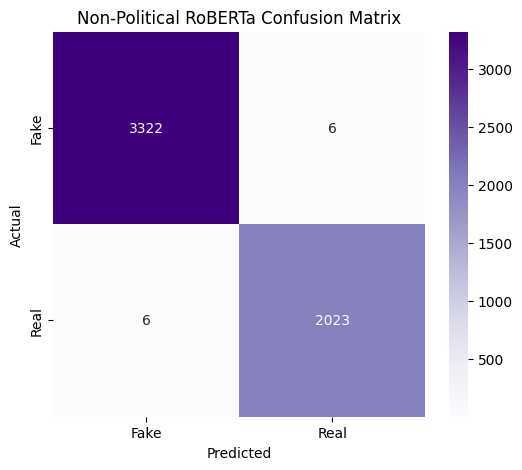 Non-Political RoBERTa Confusion Matrix
Actual
Fake
3322
6
Real
6
2023
Fake
Real
Predicted
3000
2500
2000
1500
1000
500